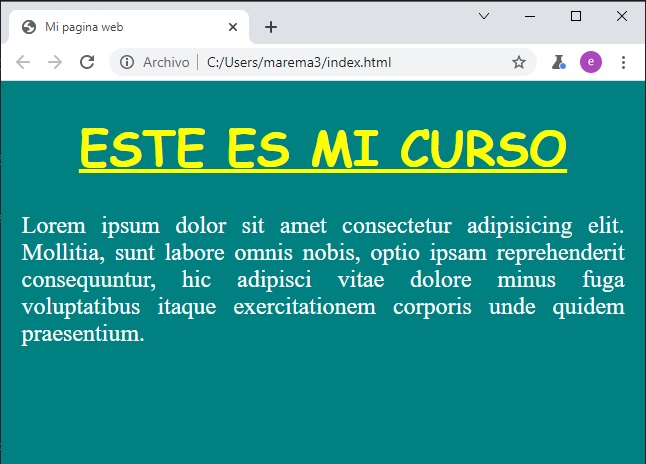 Mi pagina web
Archivo | C:/Users/marema3/index.html
e
ESTE ES MI CURSO
Lorem ipsum dolor sit amet consectetur adipisicing elit.
Mollitia, sunt labore omnis nobis, optio ipsam reprehenderit
consequuntur, hic adipisci vitae dolore minus fuga
voluptatibus itaque exercitationem corporis unde quidem
praesentium.